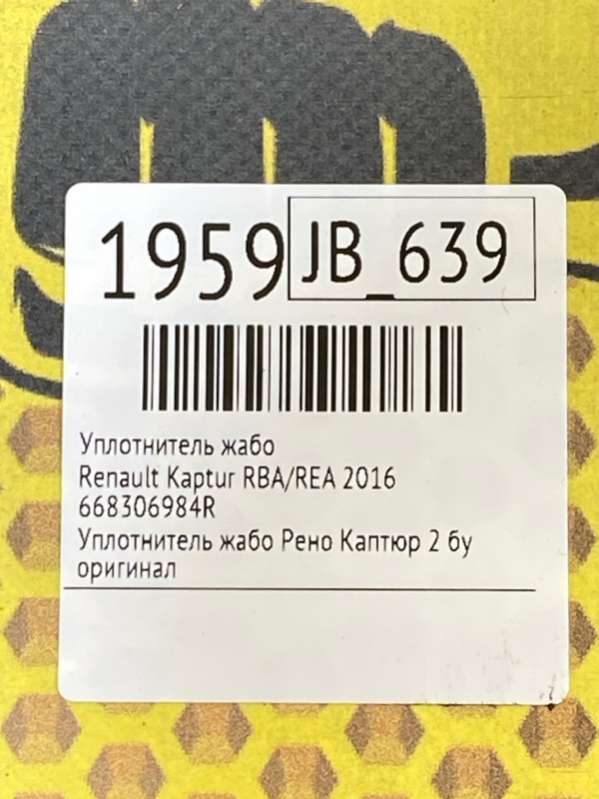 1959 JB_639
Уплотнитель жабо
Renault Kaptur RBA/REA 2016
668306984R
Уплотнитель жабо Рено Каптюр 2 бу
оригинал